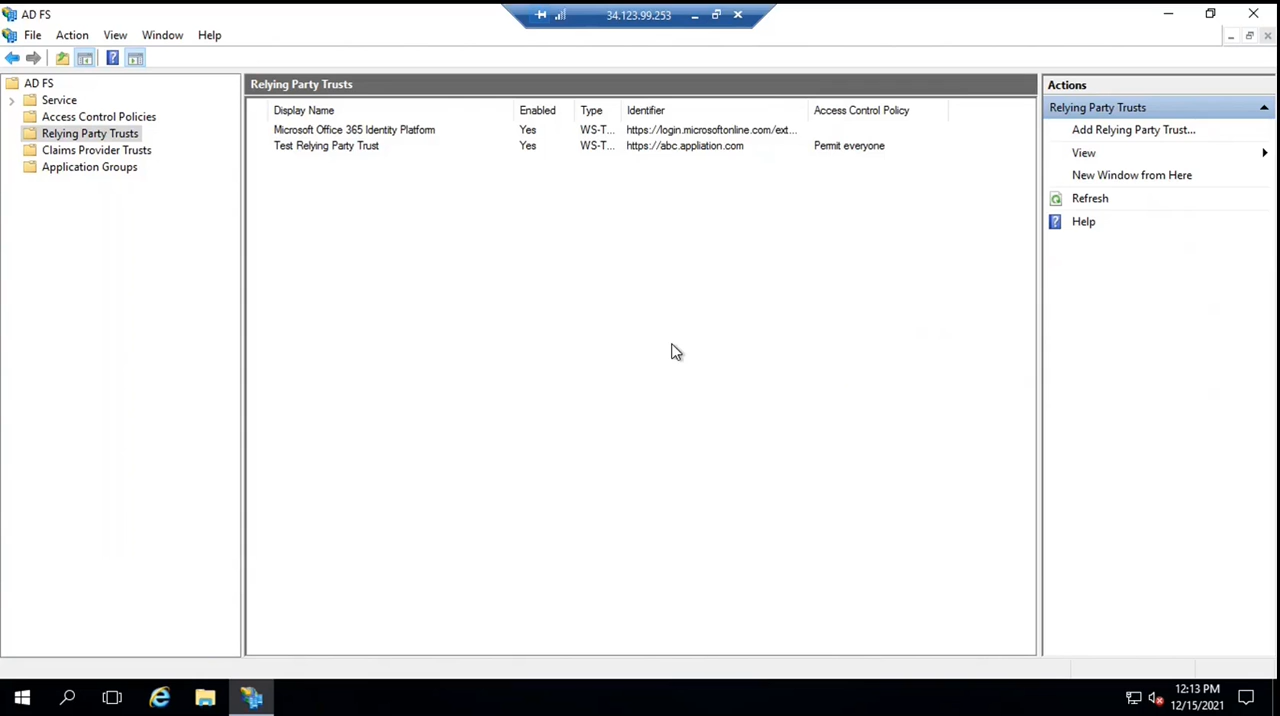 AD FS
34.123.99.253
File Action View Window Help
AD FS
Service
Access Control Policies
Relying Party Trusts
Claims Provider Trusts
Application Groups
Relying Party Trusts
Display Name Enabled Type Identifier Access Control Policy
Microsoft Office 365 Identity Platform Yes WS-T... https://login.microsoftonline.com/ext...
Test Relying Party Trust Yes WS-T... https://abc.appliation.com Permit everyone
Actions
Relying Party Trusts
Add Relying Party Trust...
View
New Window from Here
Refresh
Help
12:13 PM
12/15/2021